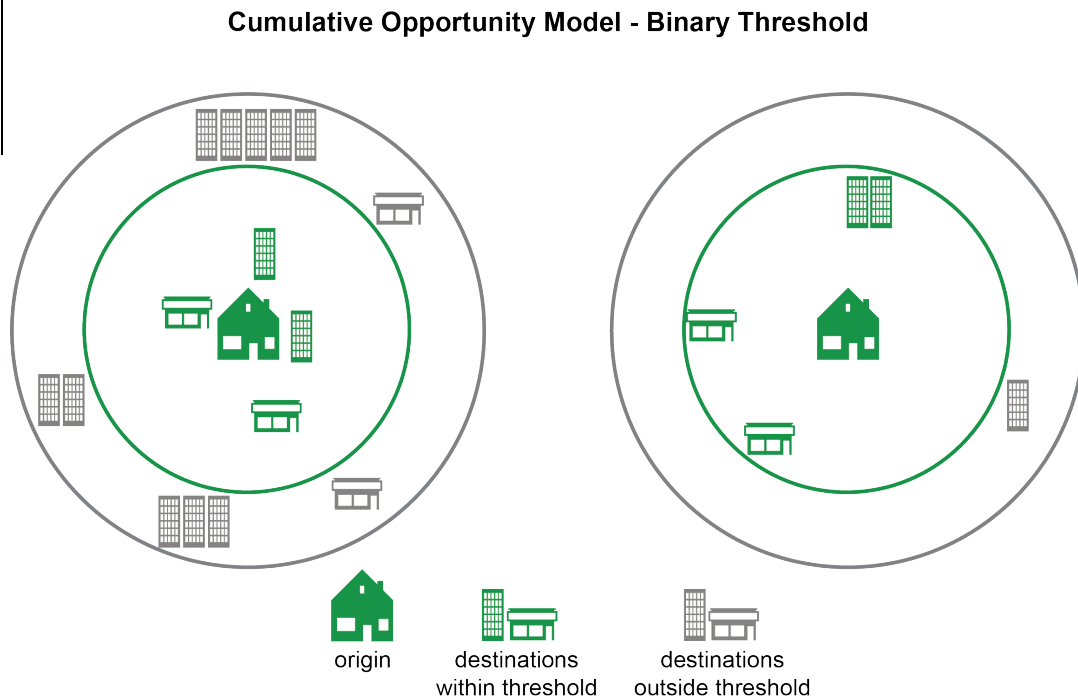 Cumulative Opportunity Model - Binary Threshold
origin
destinations
within threshold
destinations
outside threshold